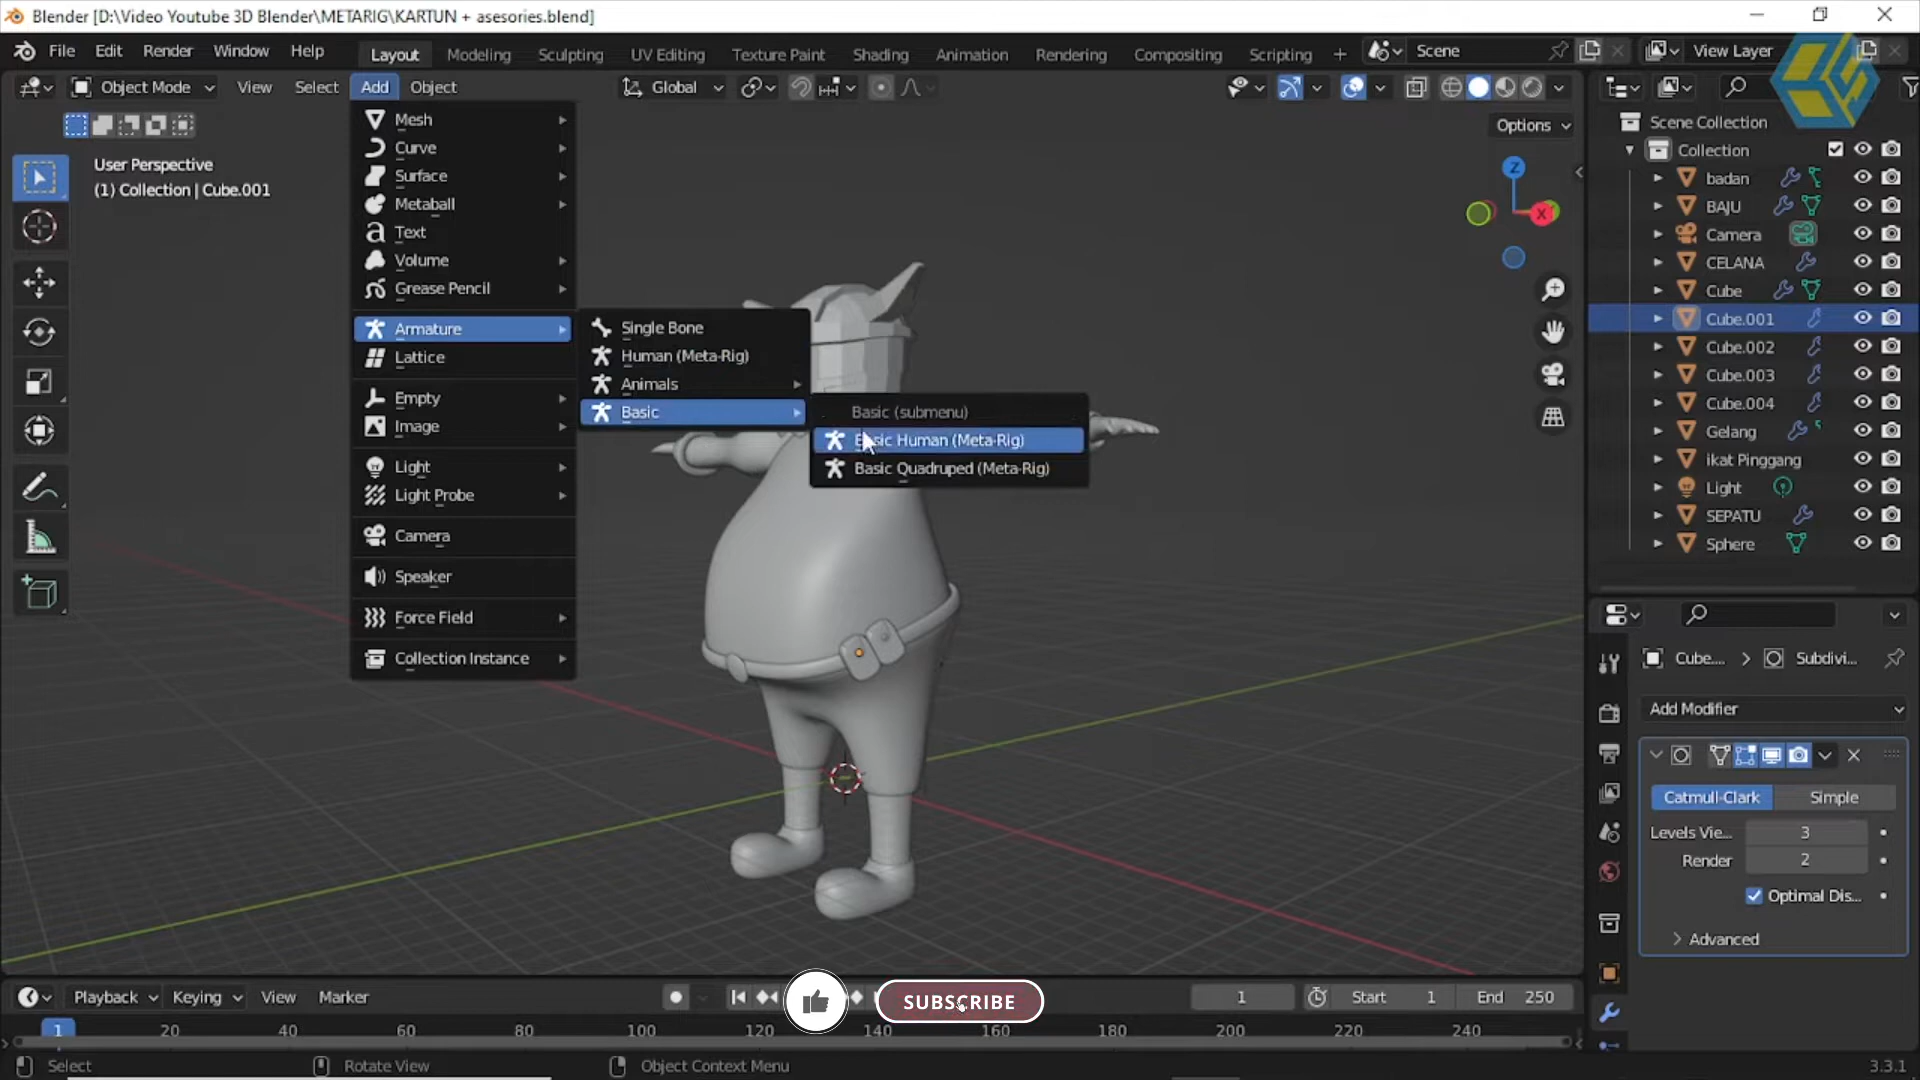 Blender [D:\Video Youtube 3D Blender\METARIG\KARTUN + asesories.blend]
File Edit Render Window Help Layout Modeling Sculpting UV Editing Texture Paint Shading Animation Rendering Compositing Scripting + Scene View Layer
Object Mode View Select Add Object Global
Options
User Perspective
(1) Collection | Cube.001
Mesh
Curve
Surface
Metaball
Text
Volume
Grease Pencil
Armature
Lattice
Empty
Image
Light
Light Probe
Camera
Speaker
Force Field
Collection Instance
Single Bone
Human (Meta-Rig)
Animals
Basic
Basic (submenu)
Basic Human (Meta-Rig)
Basic Quadruped (Meta-Rig)
Z
X
Scene Collection
Collection
badan
BAJU
Camera
CELANA
Cube
Cube.001
Cube.002
Cube.003
Cube.004
Gelang
ikat Pinggang
Light
SEPATU
Sphere
Cube.... > Subdivi...
Add Modifier
Catmull-Clark Simple
Levels Vie... 3
Render 2
Optimal Dis...
Advanced
Playback Keying View Marker
SUBSCRIBE
1 Start 1 End 250
1 20 40 60 80 100 120 140 160 180 200 220 240
Select Rotate View Object Context Menu 3.3.1